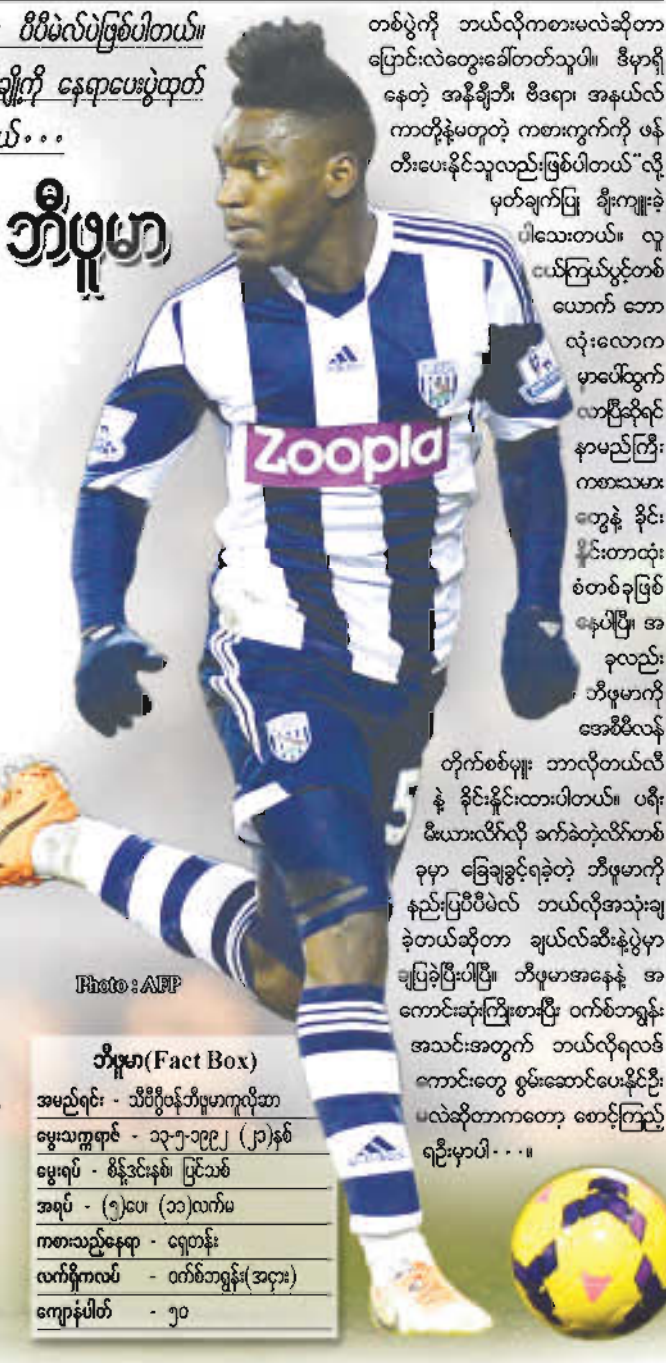 ပီပီမဲလ်ပဲဖြစ်ပါတယ်။
ချို့ကို နေရာပေးပွဲထုတ်
ယ်...
ဘီဖူမာ
တစ်ပွဲကို ဘယ်လိုကစားမလဲဆိုတာ
ပြောင်းလဲတွေးခေါ်တတ်သူပါ။ ဒီမှာရှိ
နေတဲ့ အနီချီဘီ၊ ဗီဒရာ၊ အနယ်လ်
ကာတို့နဲ့မတူတဲ့ ကစားကွက်ကို ဖန်
တီးပေးနိုင်သူလည်းဖြစ်ပါတယ်"လို့
မှတ်ချက်ပြု ချီးကျူးခဲ့
ပါသေးတယ်။ လူ
ငယ်ကြယ်ပွင့်တစ်
ယောက် ဘော
လုံးလောက
မှာပေါ်ထွက်
လာပြီဆိုရင်
နာမည်ကြီး
ကစားသမား
တွေနဲ့ ခိုင်း
နှိုင်းတာထုံး
စံတစ်ခုဖြစ်
နေပါပြီ။ အ
ခုလည်း
ဘီဖူမာကို
အေစီမီလန်
တိုက်စစ်မှူး ဘာလိုတယ်လီ
နဲ့ ခိုင်းနှိုင်းထားပါတယ်။ ပရီး
မီးယားလိဂ်လို ခက်ခဲတဲ့လိဂ်တစ်
ခုမှာ ခြေချခွင့်ရခဲ့တဲ့ ဘီဖူမာကို
နည်းပြပီပီမဲလ် ဘယ်လိုအသုံးချ
ခဲ့တယ်ဆိုတာ ချယ်လ်ဆီးနဲ့ပွဲမှာ
ချပြခဲ့ပြီးပါပြီ။ ဘီဖူမာအနေနဲ့ အ
ကောင်းဆုံးကြိုးစားပြီး ဝက်စ်ဘရွန်း
အသင်းအတွက် ဘယ်လိုရလဒ်
ကောင်းတွေ စွမ်းဆောင်ပေးနိုင်ဦး
မလဲဆိုတာကတော့ စောင့်ကြည့်
ရဦးမှာပါ...။
Zoopla
adidas
5
Photo : AFP
ဘီဖူမာ(Fact Box)
အမည်ရင်း - သီဗီဂွီဗန်ဘီဖူမာကူလိုဆာ
မွေးသက္ကရာဇ် - ၁၃-၅-၁၉၉၂ (၂၁)နှစ်
မွေးရပ် - စိန့်ဒင်းနစ်၊ ပြင်သစ်
အရပ် - (၅)ပေ၊ (၁၁)လက်မ
ကစားသည့်နေရာ - ရှေ့တန်း
လက်ရှိကလပ် - ဝက်စ်ဘရွန်း(အငှား)
ကျောနံပါတ် - ၅၀